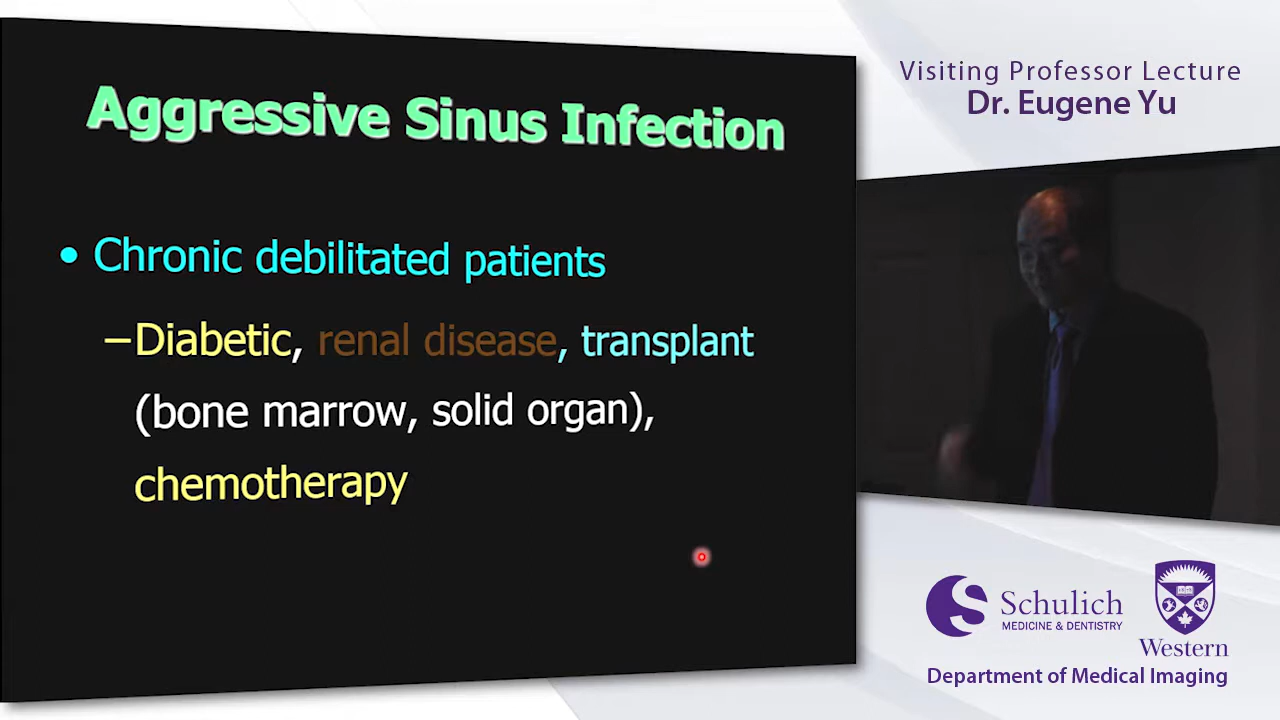 Aggressive Sinus Infection
• Chronic debilitated patients
–Diabetic, renal disease, transplant
(bone marrow, solid organ),
chemotherapy
Visiting Professor Lecture
Dr. Eugene Yu
Schulich
MEDICINE & DENTISTRY
Western
Department of Medical Imaging